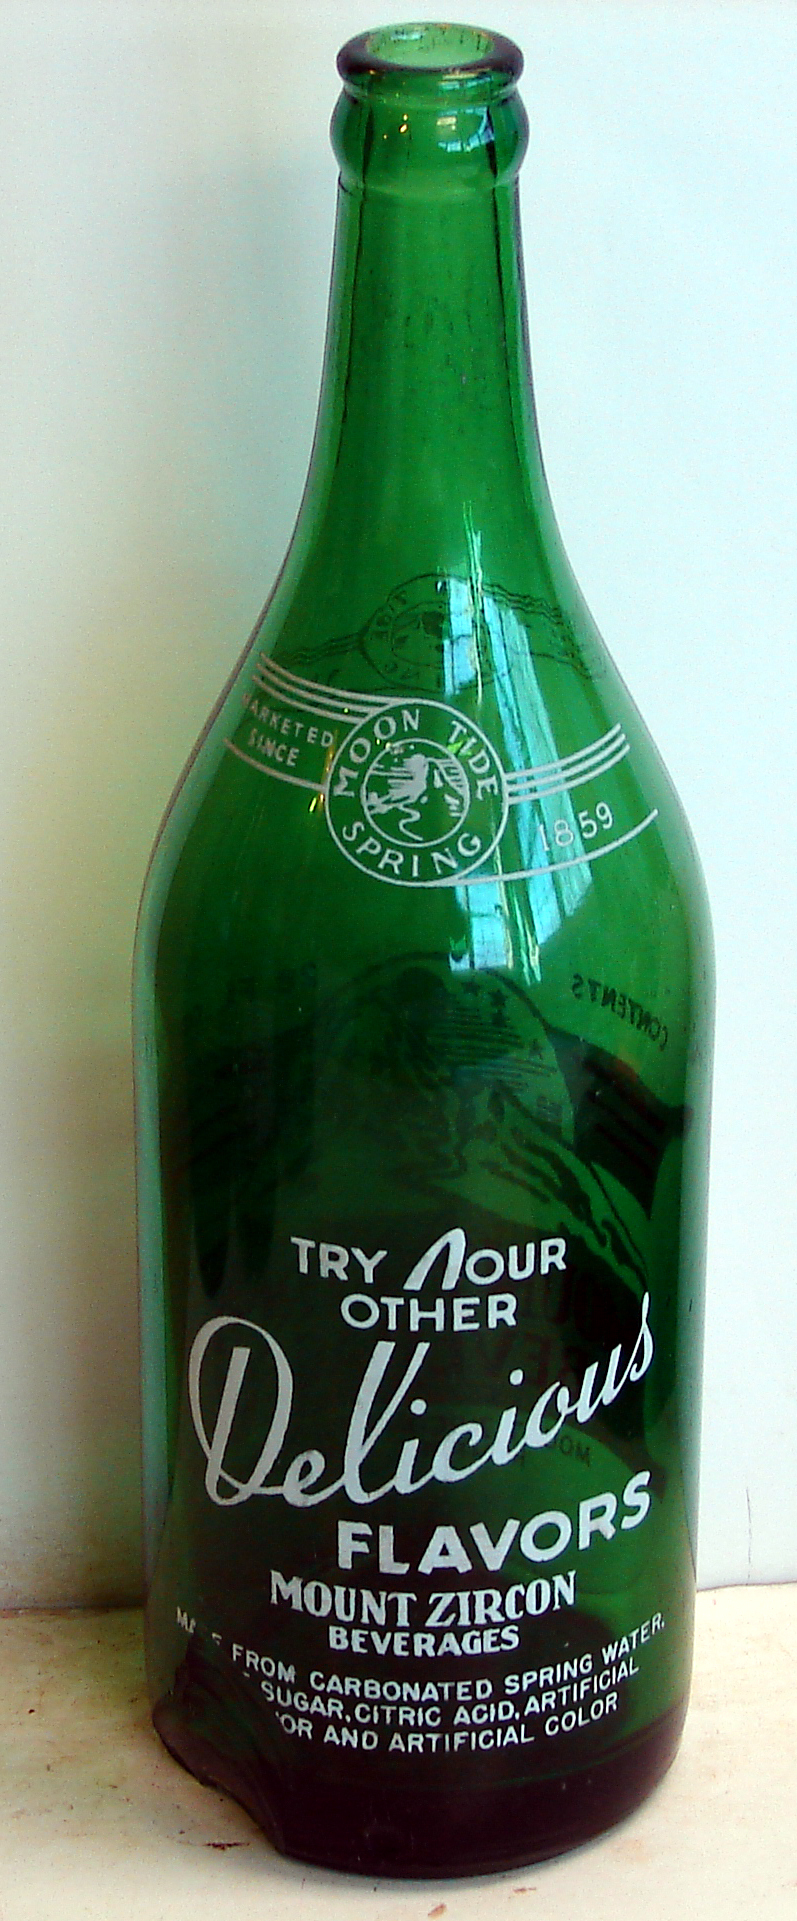 MARKETED
SINCE
MOON TIDE
SPRING
1859
CONTENTS
TRY OUR
OTHER
Delicious
FLAVORS
MOUNT ZIRCON
BEVERAGES
FROM CARBONATED SPRING WATER,
SUGAR, CITRIC ACID, ARTIFICIAL
AND ARTIFICIAL COLOR